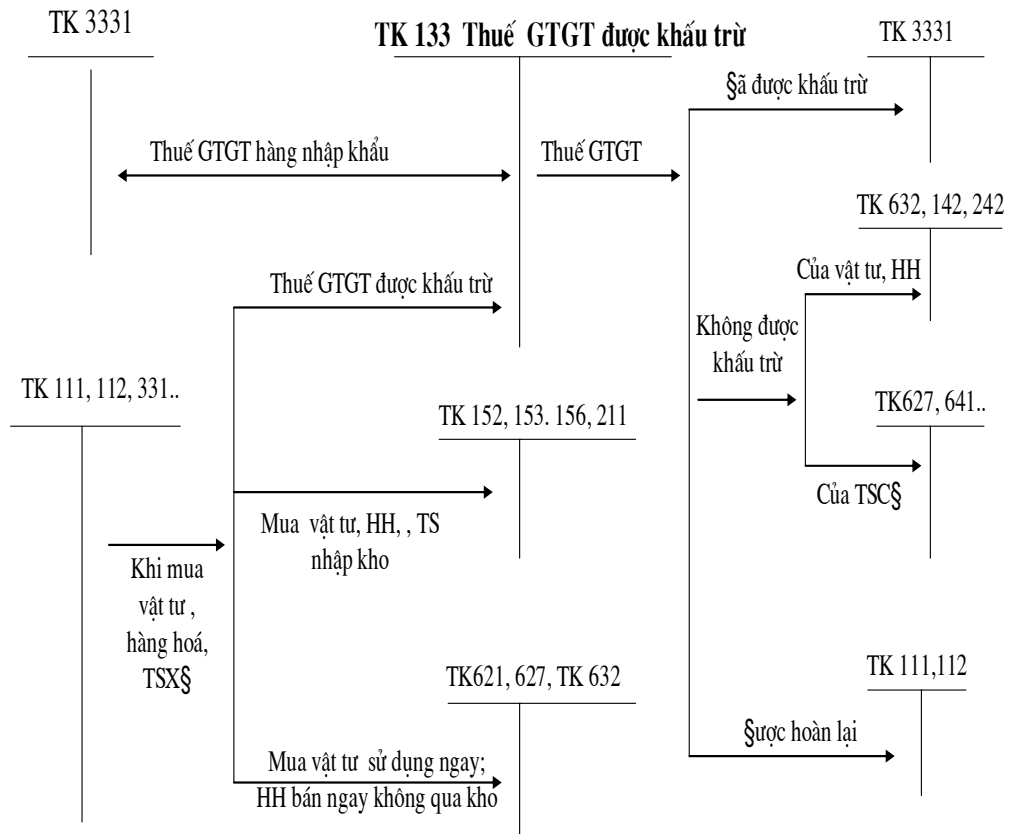 TK 3331
TK 133 Thuế GTGT được khấu trừ
TK 3331
§ã được khấu trừ
Thuế GTGT hàng nhập khẩu
Thuế GTGT
TK 632, 142, 242
Của vật tư, HH
Thuế GTGT được khấu trừ
Không được
khấu trừ
TK 111, 112, 331..
TK 152, 153. 156, 211
TK627, 641..
Của TSC§
Mua vật tư, HH, , TS
nhập kho
Khi mua
vật tư ,
hàng hoá,
TSX§
TK621, 627, TK 632
TK 111,112
§ược hoàn lại
Mua vật tư sử dụng ngay;
HH bán ngay không qua kho